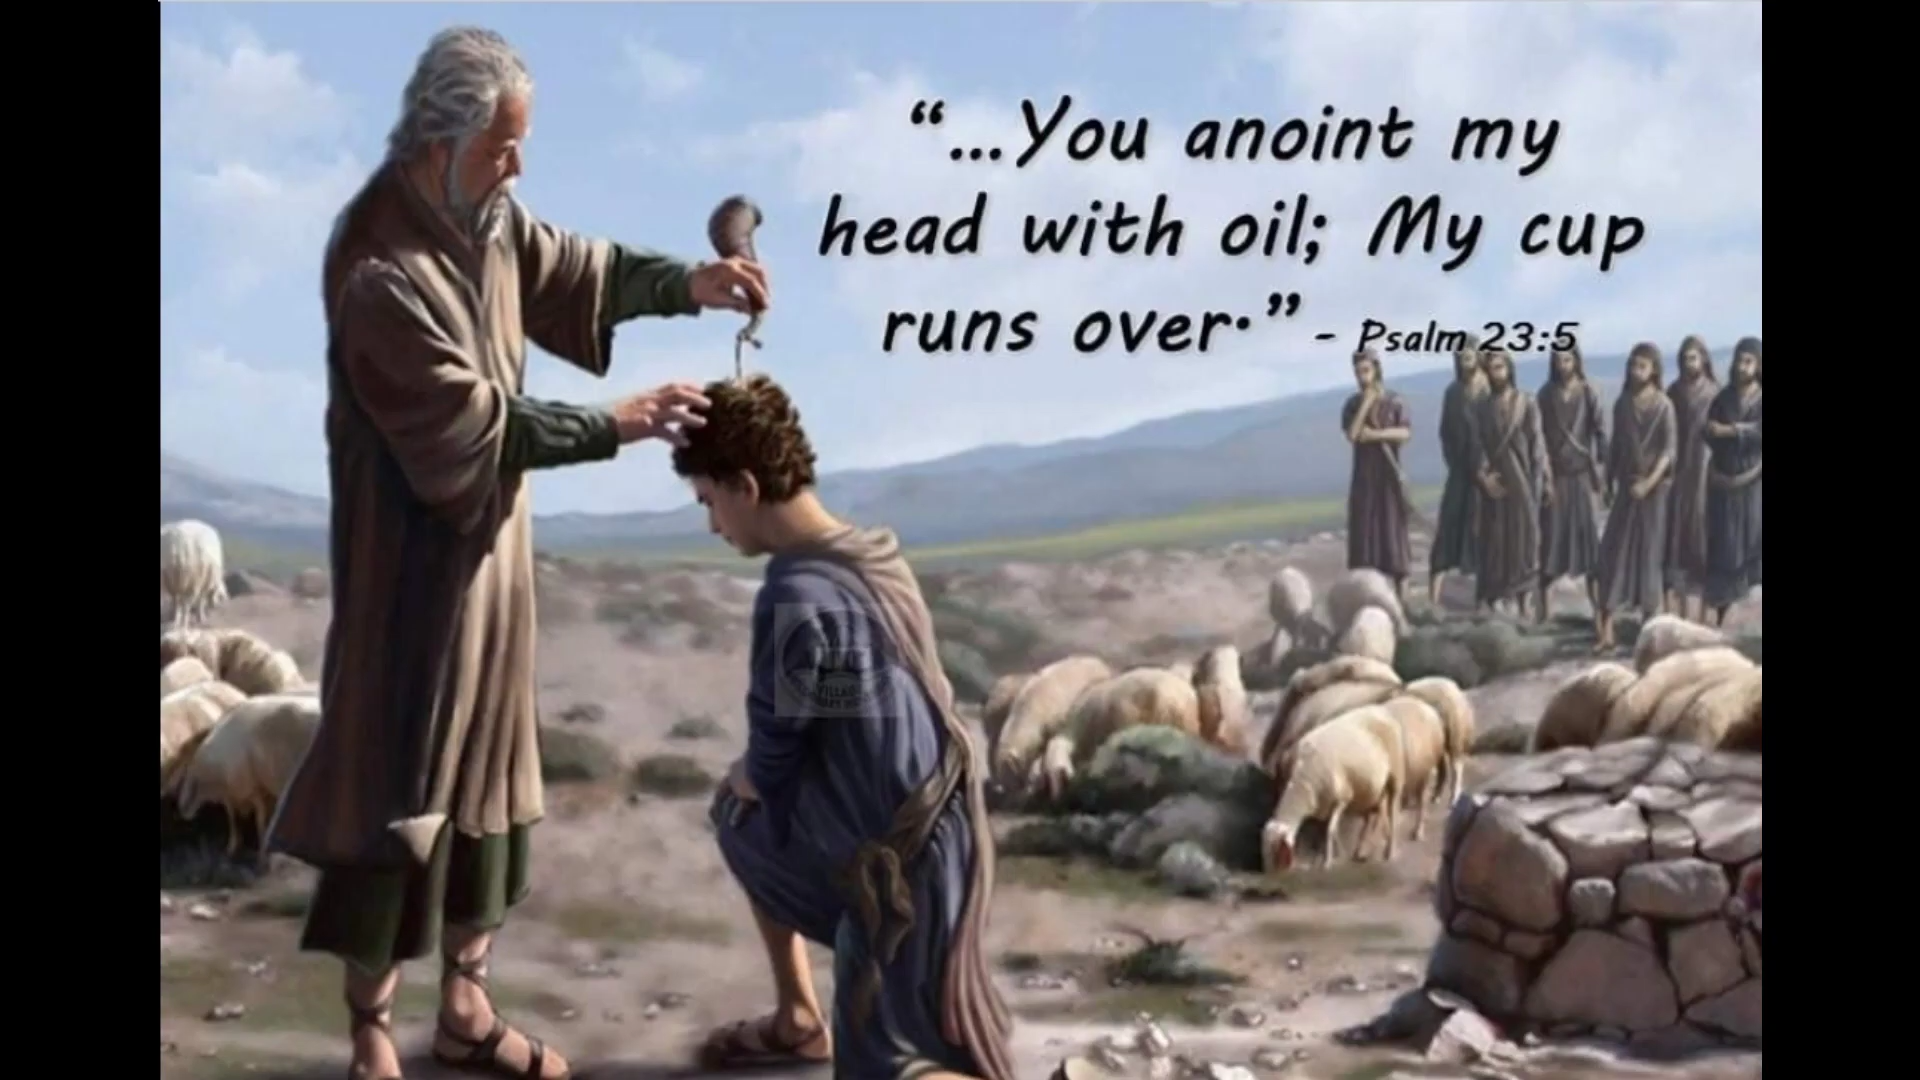 “...You anoint my
head with oil; My cup
runs over.” - Psalm 23:5